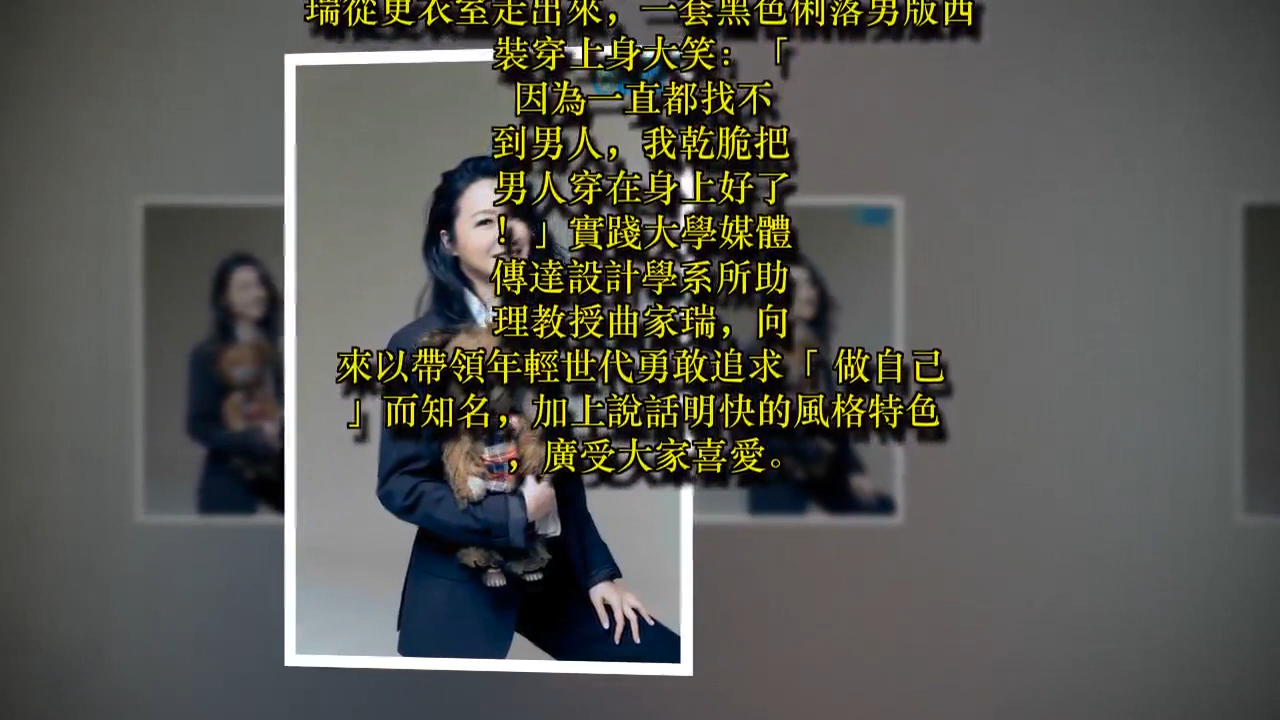 瑞從更衣室走出來，一套黑色俐落男版西
裝穿上身大笑：「
因為一直都找不
到男人，我乾脆把
男人穿在身上好了
！」實踐大學媒體
傳達設計學系所助
理教授曲家瑞，向
來以帶領年輕世代勇敢追求「 做自己
」而知名，加上說話明快的風格特色
，廣受大家喜愛。